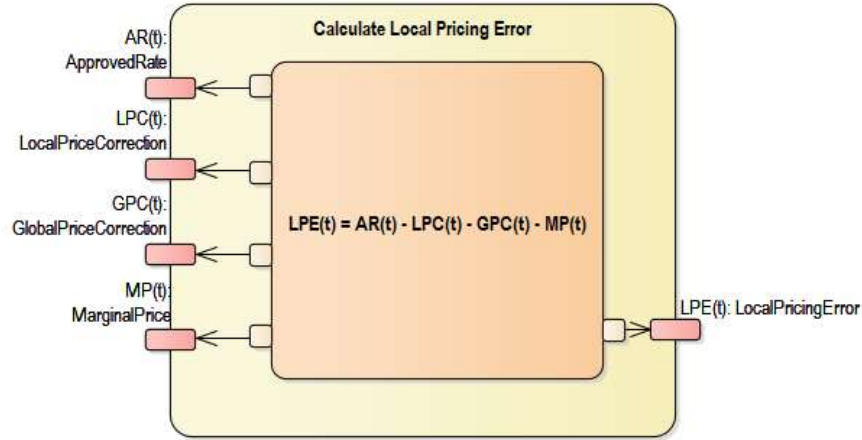 Calculate Local Pricing Error
AR(t):
ApprovedRate
LPC(t):
LocalPriceCorrection
GPC(t):
GlobalPriceCorrection
MP(t):
MarginalPrice
LPE(t) = AR(t) - LPC(t) - GPC(t) - MP(t)
LPE(t): LocalPricingError